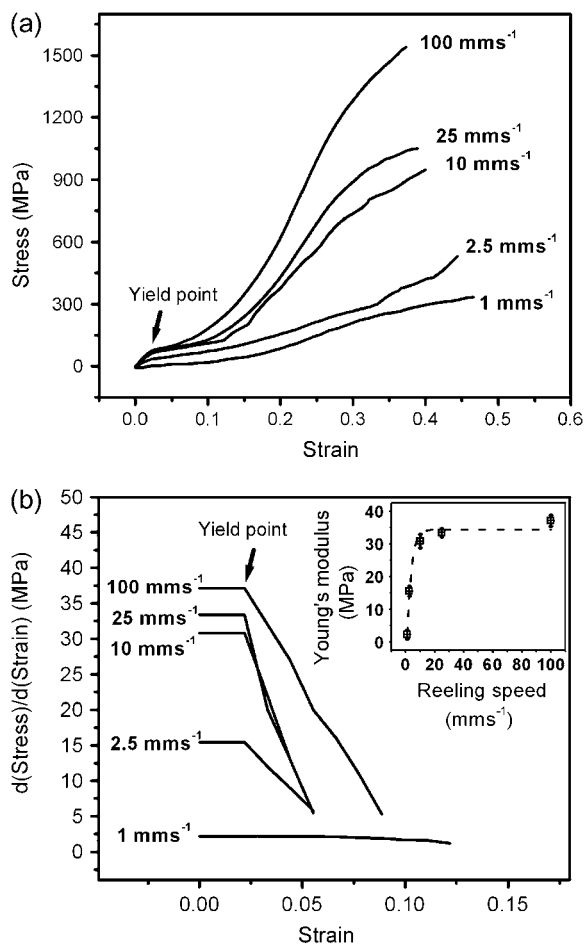 (a)
1500
1200
900
600
300
0
Stress (MPa)
100 mms⁻¹
25 mms⁻¹
10 mms⁻¹
2.5 mms⁻¹
1 mms⁻¹
Yield point
0.0 0.1 0.2 0.3 0.4 0.5 0.6
Strain
(b)
50
45
40
35
30
25
20
15
10
5
0
d(Stress)/d(Strain) (MPa)
Yield point
100 mms⁻¹
25 mms⁻¹
10 mms⁻¹
2.5 mms⁻¹
1 mms⁻¹
0.00 0.05 0.10 0.15
Strain
Young's modulus
(MPa)
40
30
20
10
0
0 20 40 60 80 100
Reeling speed
(mms⁻¹)